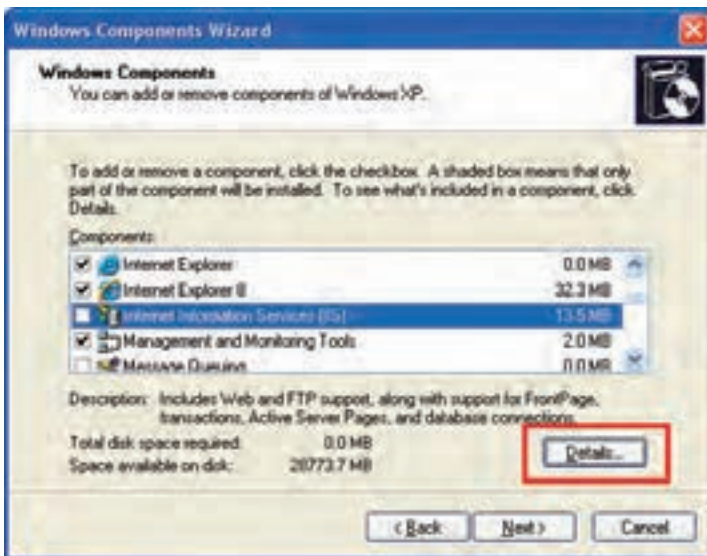 Windows Components Wizard
Windows Components
You can add or remove components of Windows XP.
To add or remove a component, click the checkbox. A shaded box means that only
part of the component will be installed. To see what's included in a component, click
Details.
Components:
Internet Explorer 0.0 MB
Internet Explorer 8 32.3 MB
Internet Information Services (IIS) 13.5 MB
Management and Monitoring Tools 2.0 MB
Message Queuing 0.0 MB
Description: Includes Web and FTP support, along with support for FrontPage,
transactions, Active Server Pages, and database connections.
Total disk space required: 0.0 MB
Space available on disk: 28773.7 MB
Details...
< Back
Next >
Cancel